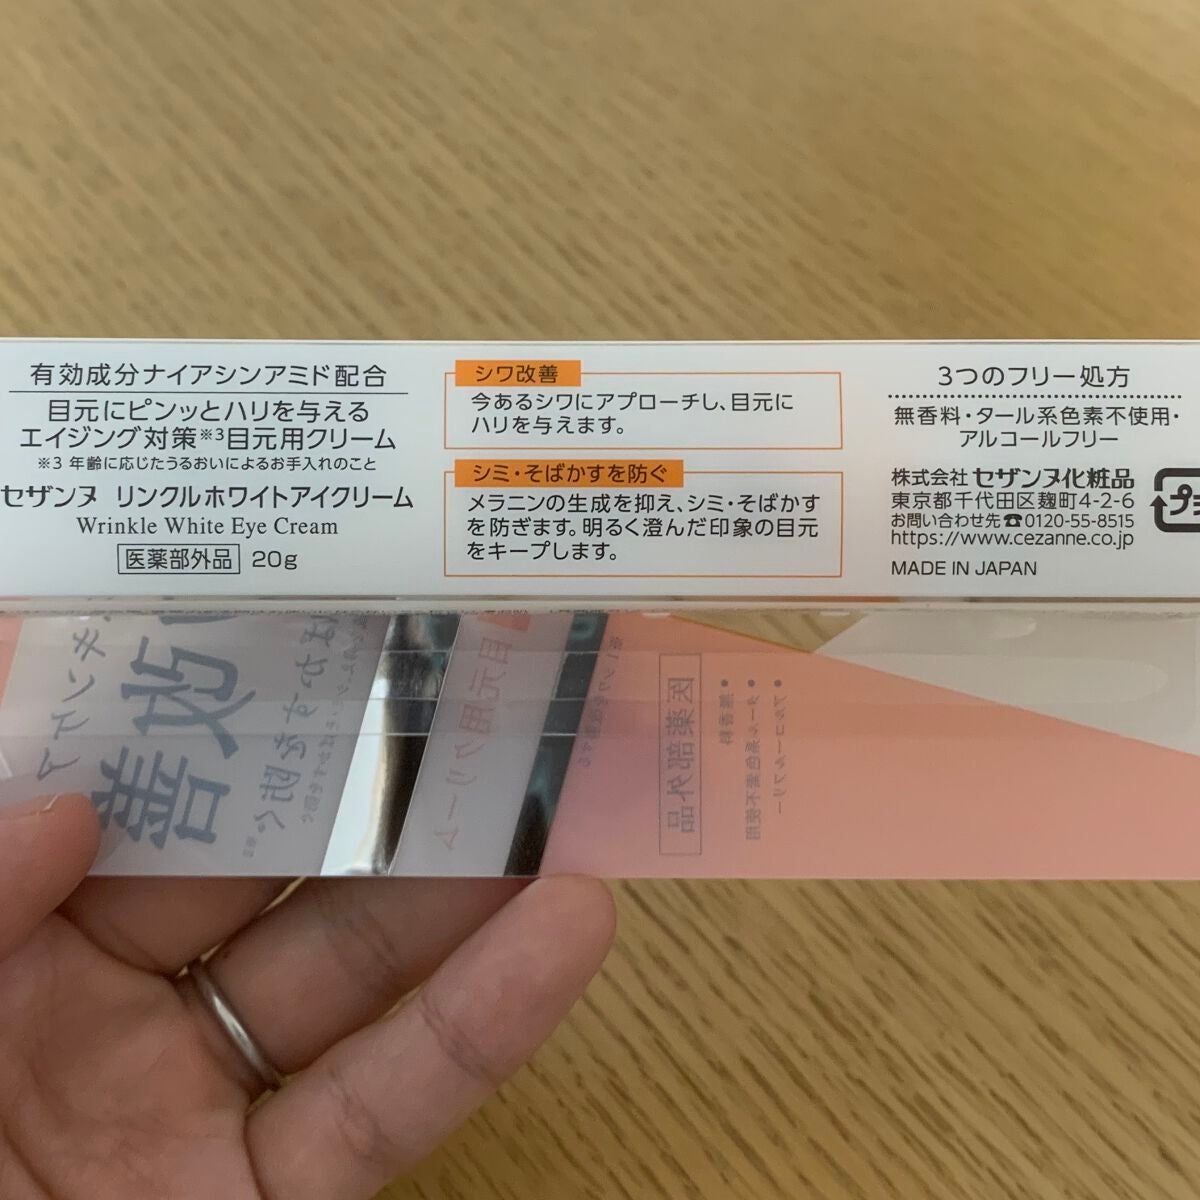 有効成分ナイアシンアミド配合
目元にピンッとハリを与える
エイジング対策※3目元用クリーム
※3 年齢に応じたうるおいによるお手入れのこと
セザンヌ リンクルホワイトアイクリーム
Wrinkle White Eye Cream
医薬部外品 20g
シワ改善
今あるシワにアプローチし、目元に
ハリを与えます。
シミ・そばかすを防ぐ
メラニンの生成を抑え、シミ・そばかす
を防ぎます。明るく澄んだ印象の目元
をキープします。
3つのフリー処方
無香料・タール系色素不使用・
アルコールフリー
株式会社 セザンヌ化粧品
東京都千代田区麹町4-2-6
お問い合わせ先☎0120-55-8515
https://www.cezanne.co.jp
MADE IN JAPAN
プラ
医薬部外品